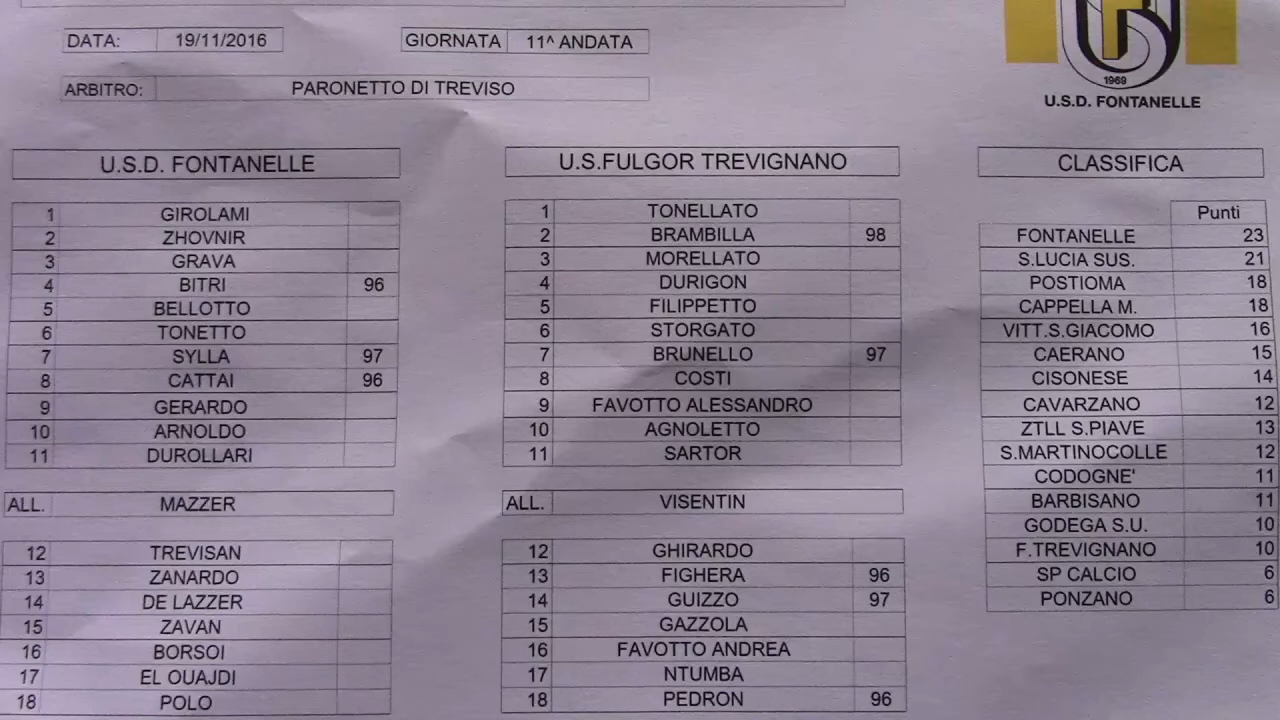 DATA: 19/11/2016 GIORNATA 11^ ANDATA
ARBITRO: PARONETTO DI TREVISO
1969
U.S.D. FONTANELLE
U.S.D. FONTANELLE
1 GIROLAMI
2 ZHOVNIR
3 GRAVA
4 BITRI 96
5 BELLOTTO
6 TONETTO
7 SYLLA 97
8 CATTAI 96
9 GERARDO
10 ARNOLDO
11 DUROLLARI
ALL. MAZZER
12 TREVISAN
13 ZANARDO
14 DE LAZZER
15 ZAVAN
16 BORSOI
17 EL OUAJDI
18 POLO
U.S.FULGOR TREVIGNANO
1 TONELLATO
2 BRAMBILLA 98
3 MORELLATO
4 DURIGON
5 FILIPPETTO
6 STORGATO
7 BRUNELLO 97
8 COSTI
9 FAVOTTO ALESSANDRO
10 AGNOLETTO
11 SARTOR
ALL. VISENTIN
12 GHIRARDO
13 FIGHERA 96
14 GUIZZO 97
15 GAZZOLA
16 FAVOTTO ANDREA
17 NTUMBA
18 PEDRON 96
CLASSIFICA
Punti
FONTANELLE 23
S.LUCIA SUS. 21
POSTIOMA 18
CAPPELLA M. 18
VITT.S.GIACOMO 16
CAERANO 15
CISONESE 14
CAVARZANO 12
ZTLL S.PIAVE 13
S.MARTINOCOLLE 12
CODOGNE' 11
BARBISANO 11
GODEGA S.U. 10
F.TREVIGNANO 10
SP CALCIO 6
PONZANO 6